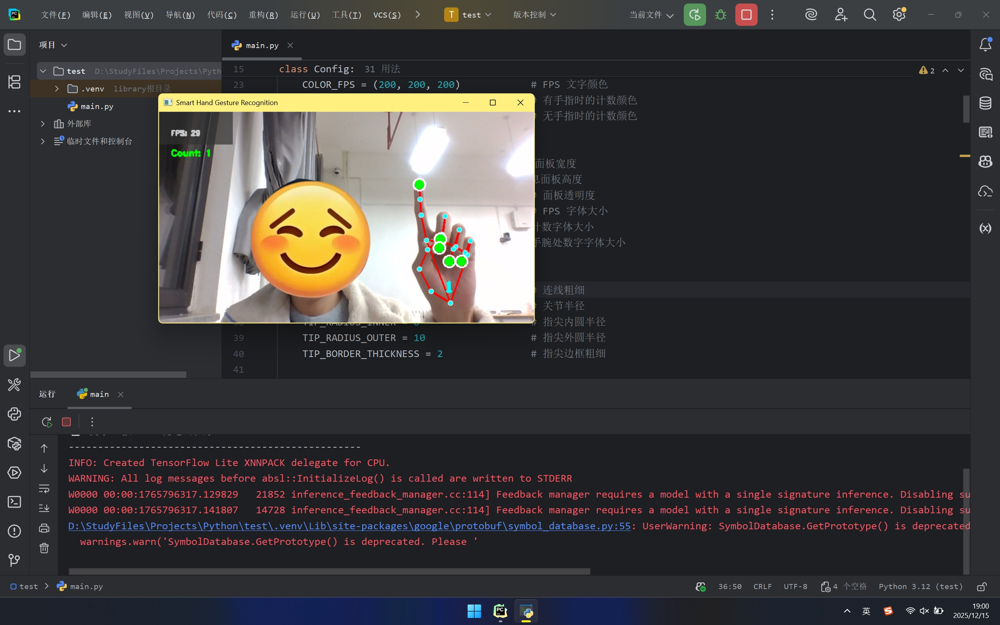 文件(F) 编辑(E) 视图(V) 导航(N) 代码(C) 重构(R) 运行(U) 工具(T) VCS(S) T test 版本控制 当前文件
项目
test D:\StudyFiles\Projects\Pyth
.venv library根目录
main.py
外部库
临时文件和控制台
main.py
15 class Config: 31 用法
2
23 COLOR_FPS = (200, 200, 200) # FPS 文字颜色
# 有手指时的计数颜色
# 无手指时的计数颜色
面板宽度
息面板高度
# 面板透明度
# FPS 字体大小
计数字体大小
手腕处数字字体大小
# 连线粗细
# 关节半径
# 指尖内圆半径
39 TIP_RADIUS_OUTER = 10 # 指尖外圆半径
40 TIP_BORDER_THICKNESS = 2 # 指尖边框粗细
41
Smart Hand Gesture Recognition
FPS: 29
Count: 1
1
运行 main
--------------------------------------------------
INFO: Created TensorFlow Lite XNNPACK delegate for CPU.
WARNING: All log messages before absl::InitializeLog() is called are written to STDERR
W0000 00:00:1765796317.129829 21852 inference_feedback_manager.cc:114] Feedback manager requires a model with a single signature inference. Disabling su
W0000 00:00:1765796317.141807 14728 inference_feedback_manager.cc:114] Feedback manager requires a model with a single signature inference. Disabling su
D:\StudyFiles\Projects\Python\test\.venv\Lib\site-packages\google\protobuf\symbol_database.py:55: UserWarning: SymbolDatabase.GetPrototype() is deprecated
warnings.warn('SymbolDatabase.GetPrototype() is deprecated. Please '
test main.py 36:50 CRLF UTF-8 4 个空格 Python 3.12 (test)
PC 英 19:00
2025/12/15